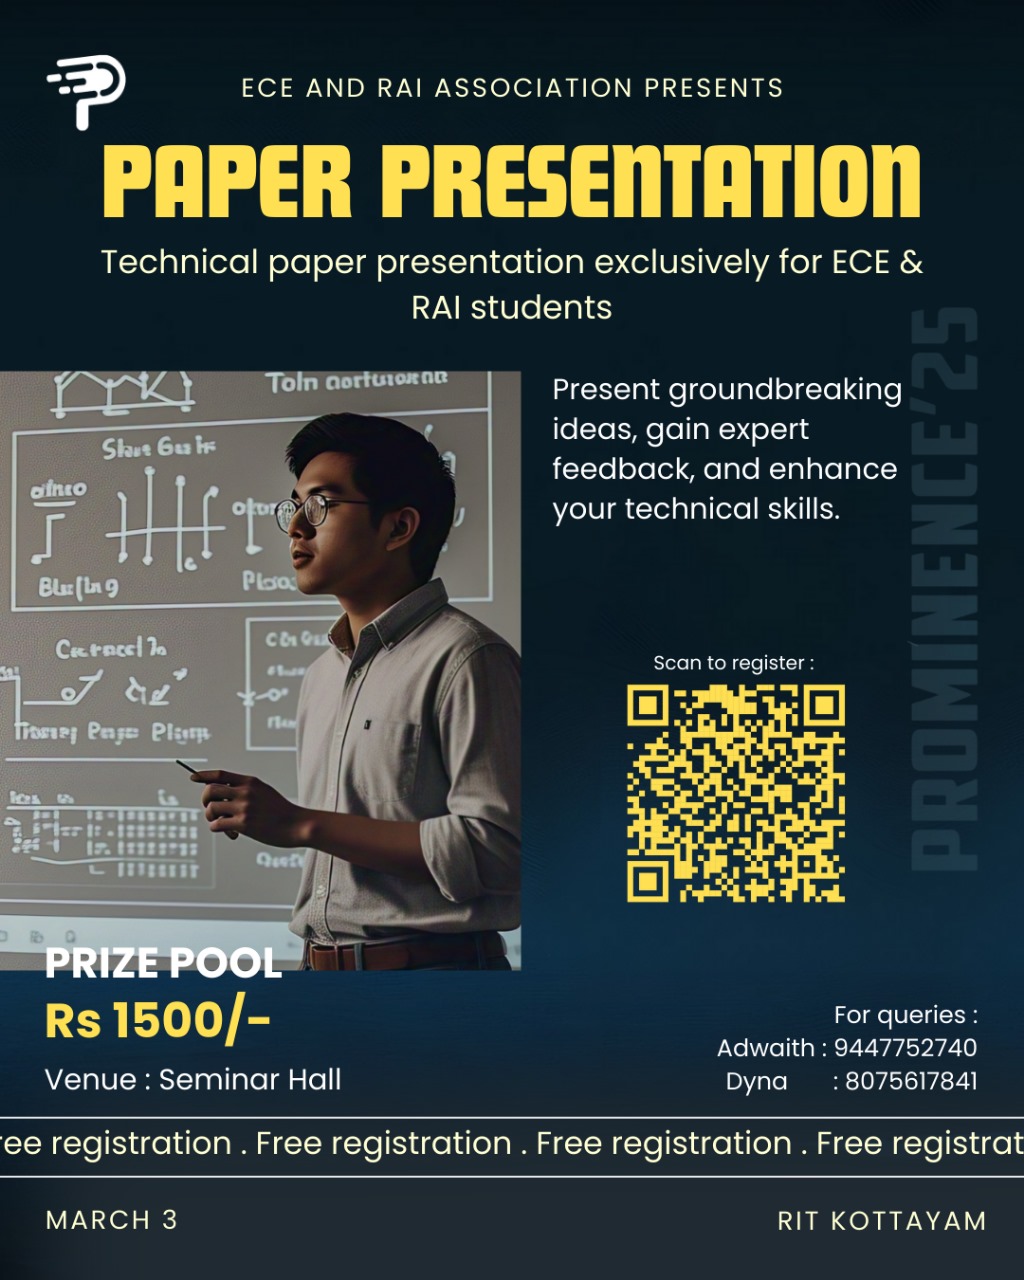 ECE AND RAI ASSOCIATION PRESENTS
PAPER PRESENTATION
Technical paper presentation exclusively for ECE &
RAI students
Present groundbreaking
ideas, gain expert
feedback, and enhance
your technical skills.
PROMINENCE'25
Scan to register :
PRIZE POOL
Rs 1500/-
Venue : Seminar Hall
For queries :
Adwaith : 9447752740
Dyna : 8075617841
ree registration . Free registration . Free registration . Free registrat
MARCH 3
RIT KOTTAYAM